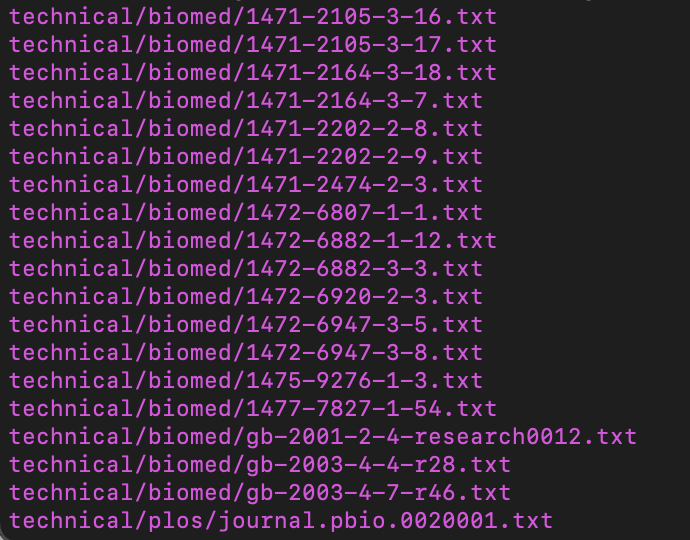 technical/biomed/1471-2105-3-16.txt
technical/biomed/1471-2105-3-17.txt
technical/biomed/1471-2164-3-18.txt
technical/biomed/1471-2164-3-7.txt
technical/biomed/1471-2202-2-8.txt
technical/biomed/1471-2202-2-9.txt
technical/biomed/1471-2474-2-3.txt
technical/biomed/1472-6807-1-1.txt
technical/biomed/1472-6882-1-12.txt
technical/biomed/1472-6882-3-3.txt
technical/biomed/1472-6920-2-3.txt
technical/biomed/1472-6947-3-5.txt
technical/biomed/1472-6947-3-8.txt
technical/biomed/1475-9276-1-3.txt
technical/biomed/1477-7827-1-54.txt
technical/biomed/gb-2001-2-4-research0012.txt
technical/biomed/gb-2003-4-4-r28.txt
technical/biomed/gb-2003-4-7-r46.txt
technical/plos/journal.pbio.0020001.txt